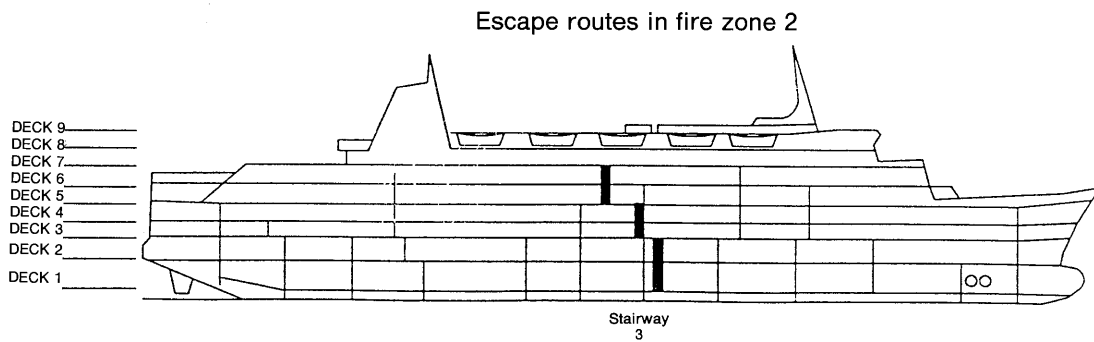 Escape routes in fire zone 2
DECK 9
DECK 8
DECK 7
DECK 6
DECK 5
DECK 4
DECK 3
DECK 2
DECK 1
Stairway
3